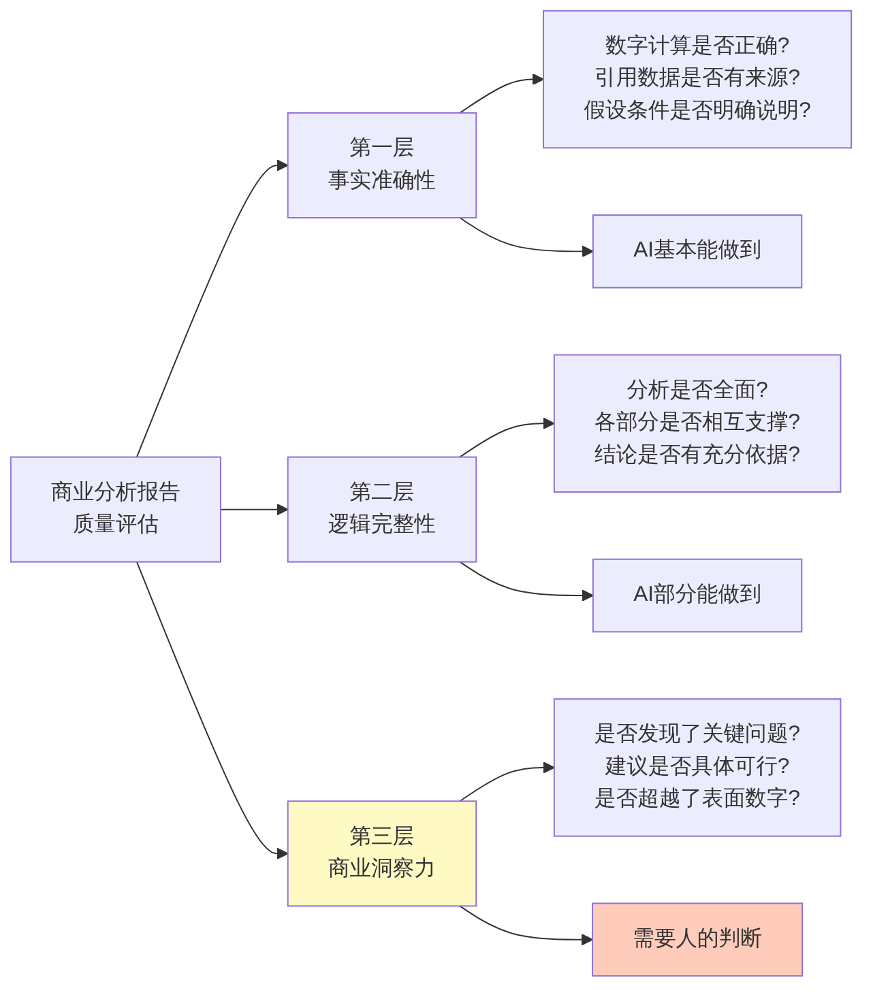 商业分析报告
质量评估
第一层
事实准确性
数字计算是否正确?
引用数据是否有来源?
假设条件是否明确说明?
AI基本能做到
第二层
逻辑完整性
分析是否全面?
各部分是否相互支撑?
结论是否有充分依据?
AI部分能做到
第三层
商业洞察力
是否发现了关键问题?
建议是否具体可行?
是否超越了表面数字?
需要人的判断